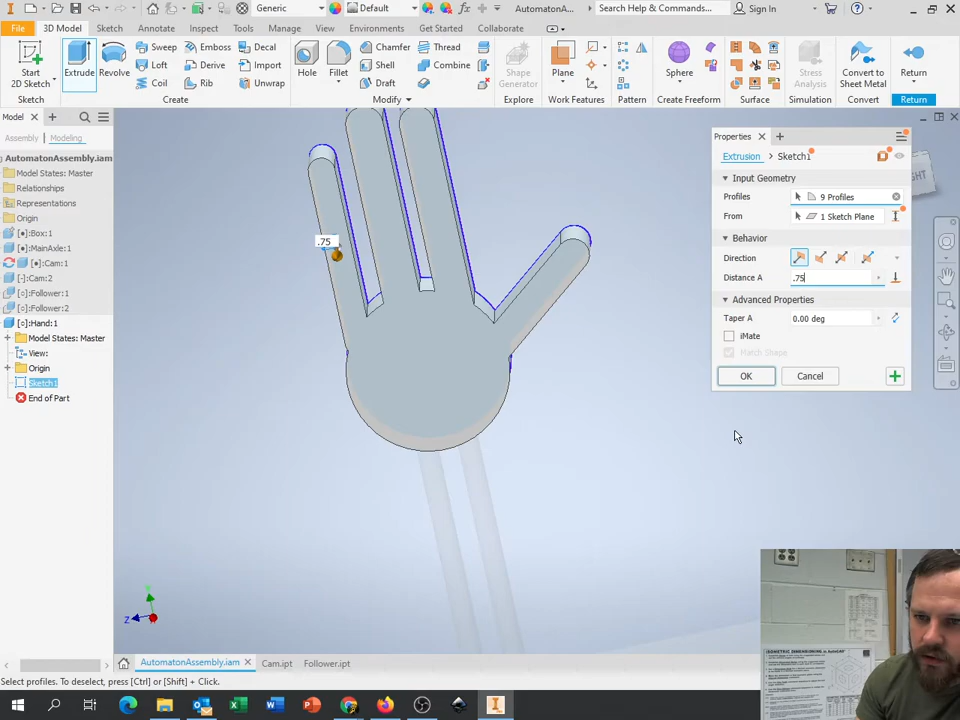 Generic
Default
AutomatonA...
Search Help & Commands...
Sign In
File
3D Model
Sketch
Annotate
Inspect
Tools
Manage
View
Environments
Get Started
Collaborate
Start
2D Sketch
Extrude
Revolve
Sweep
Loft
Coil
Emboss
Derive
Rib
Decal
Import
Unwrap
Hole
Fillet
Chamfer
Shell
Draft
Thread
Combine
Shape
Generator
Plane
Sphere
Stress
Analysis
Convert to
Sheet Metal
Return
Sketch
Create
Modify
Explore
Work Features
Pattern
Create Freeform
Surface
Simulation
Convert
Return
Model
Assembly
Modeling
AutomatonAssembly.iam
Model States: Master
Relationships
Representations
Origin
[●]:Box:1
[●]:MainAxle:1
[●]:Cam:1
[-]:Cam:2
[●]:Follower:1
[●]:Follower:2
[●]:Hand:1
Model States: Master
View:
Origin
Sketch1
End of Part
.75
RIGHT
Properties
Extrusion > Sketch1
Input Geometry
Profiles
9 Profiles
From
1 Sketch Plane
Behavior
Direction
Distance A
.75
Advanced Properties
Taper A
0.00 deg
iMate
Match Shape
OK
Cancel
Z
AutomatonAssembly.iam
Cam.ipt
Follower.ipt
Select profiles. To deselect, press [Ctrl] or [Shift] + Click.